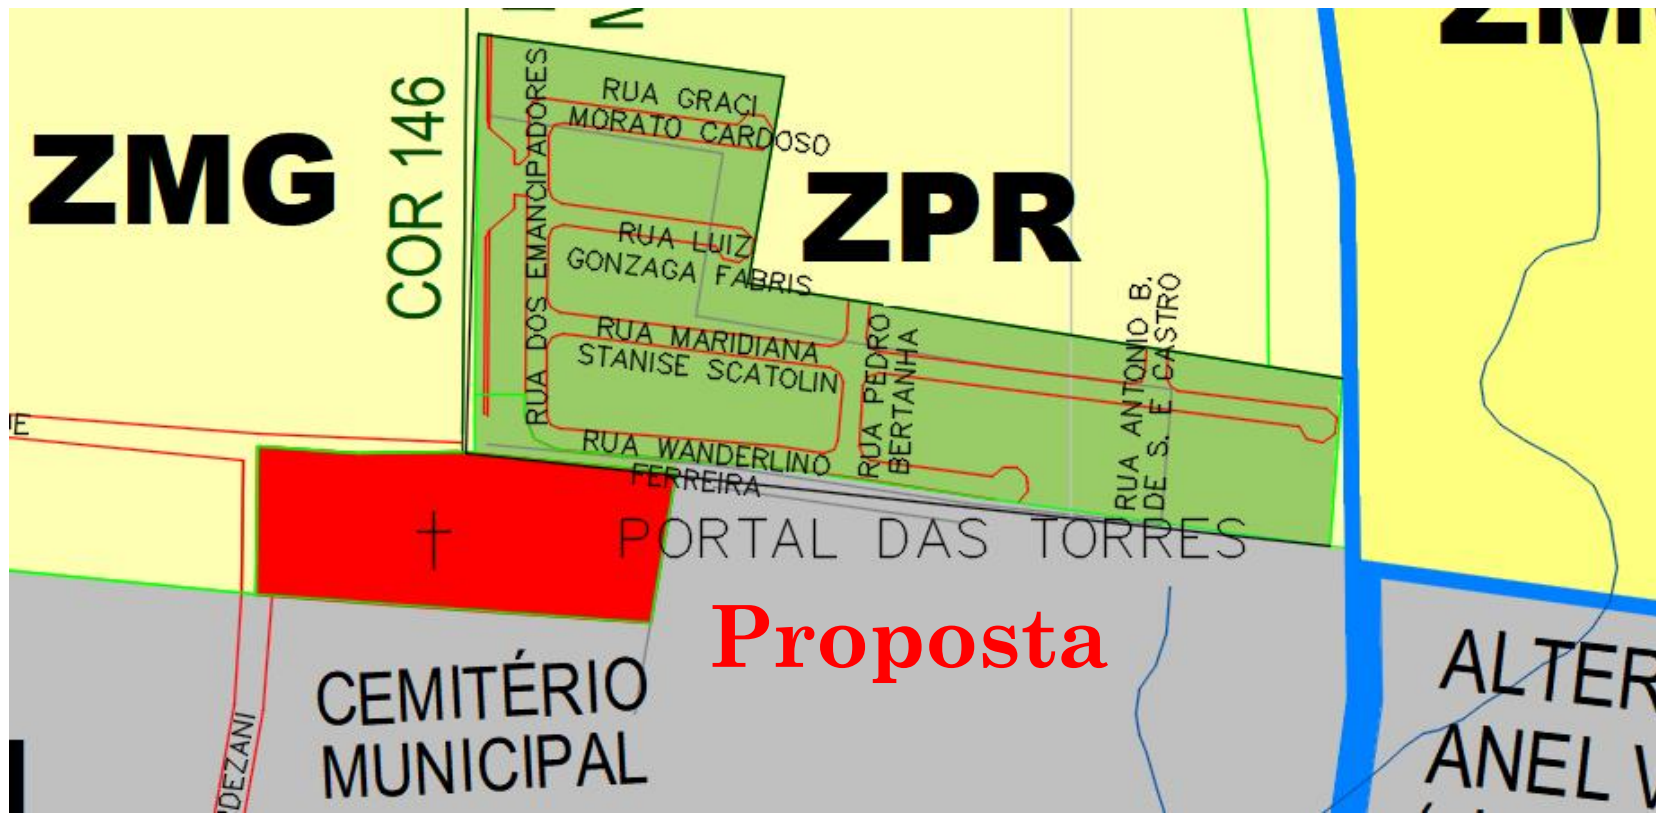 ZMG
COR 146
RUA DOS EMANCIPADORES
RUA GRACI
MORATO CARDOSO
ZPR
RUA LUIZ
GONZAGA FABRIS
RUA MARIDIANA
STANISE SCATOLIN
RUA PEDRO
BERTANHA
RUA ANTONIO B.
DE S. E CASTRO
RUA WANDERLINO
FERREIRA
PORTAL DAS TORRES
Proposta
CEMITÉRIO
MUNICIPAL
DEZANI
ALTER
ANEL V